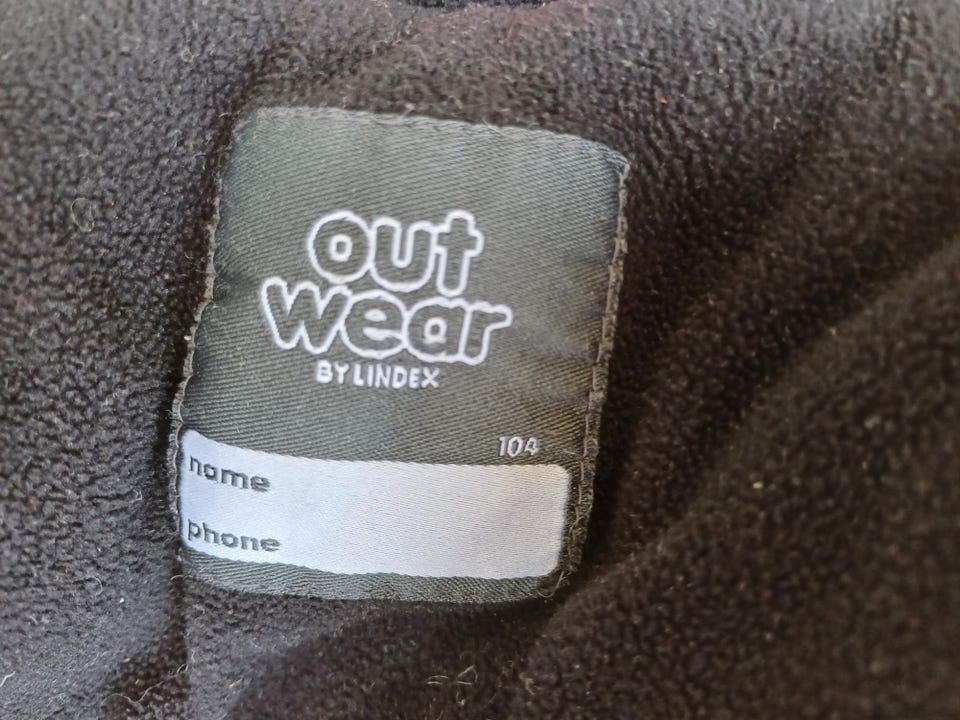 out
wear
BY LINDEX
104
name
phone